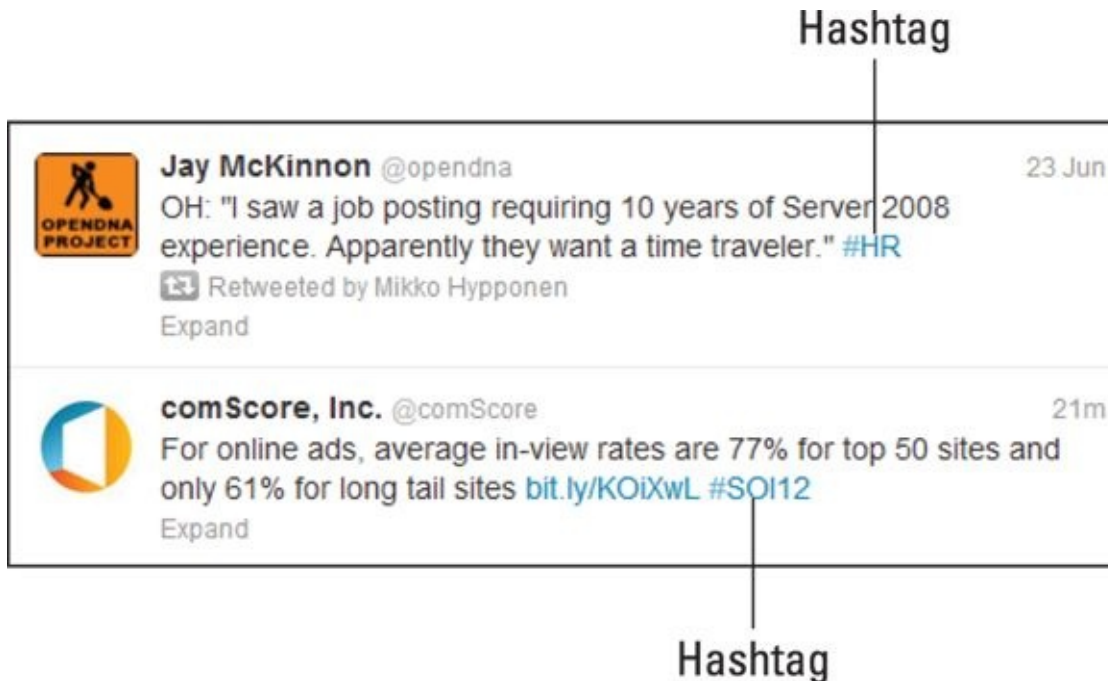 Hashtag
Jay McKinnon @opendna 23 Jun
OPENDNA
PROJECT
OH: "I saw a job posting requiring 10 years of Server 2008
experience. Apparently they want a time traveler." #HR
Retweeted by Mikko Hypponen
Expand
comScore, Inc. @comScore 21m
For online ads, average in-view rates are 77% for top 50 sites and
only 61% for long tail sites bit.ly/KOiXwL #SOI12
Expand
Hashtag